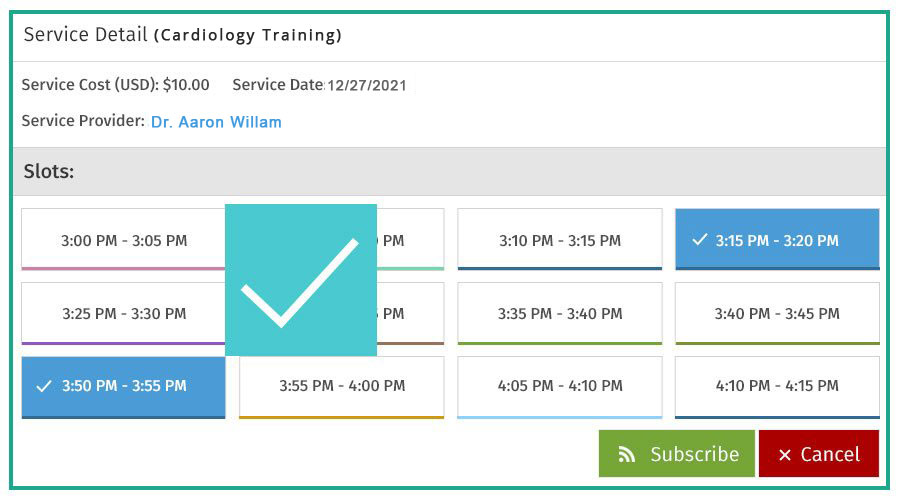 Service Detail (Cardiology Training)
Service Cost (USD): $10.00 Service Date: 12/27/2021
Service Provider: Dr. Aaron Willam
Slots:
3:00 PM - 3:05 PM PM 3:10 PM - 3:15 PM 3:15 PM - 3:20 PM
3:25 PM - 3:30 PM PM 3:35 PM - 3:40 PM 3:40 PM - 3:45 PM
3:50 PM - 3:55 PM 3:55 PM - 4:00 PM 4:05 PM - 4:10 PM 4:10 PM - 4:15 PM
Subscribe Cancel